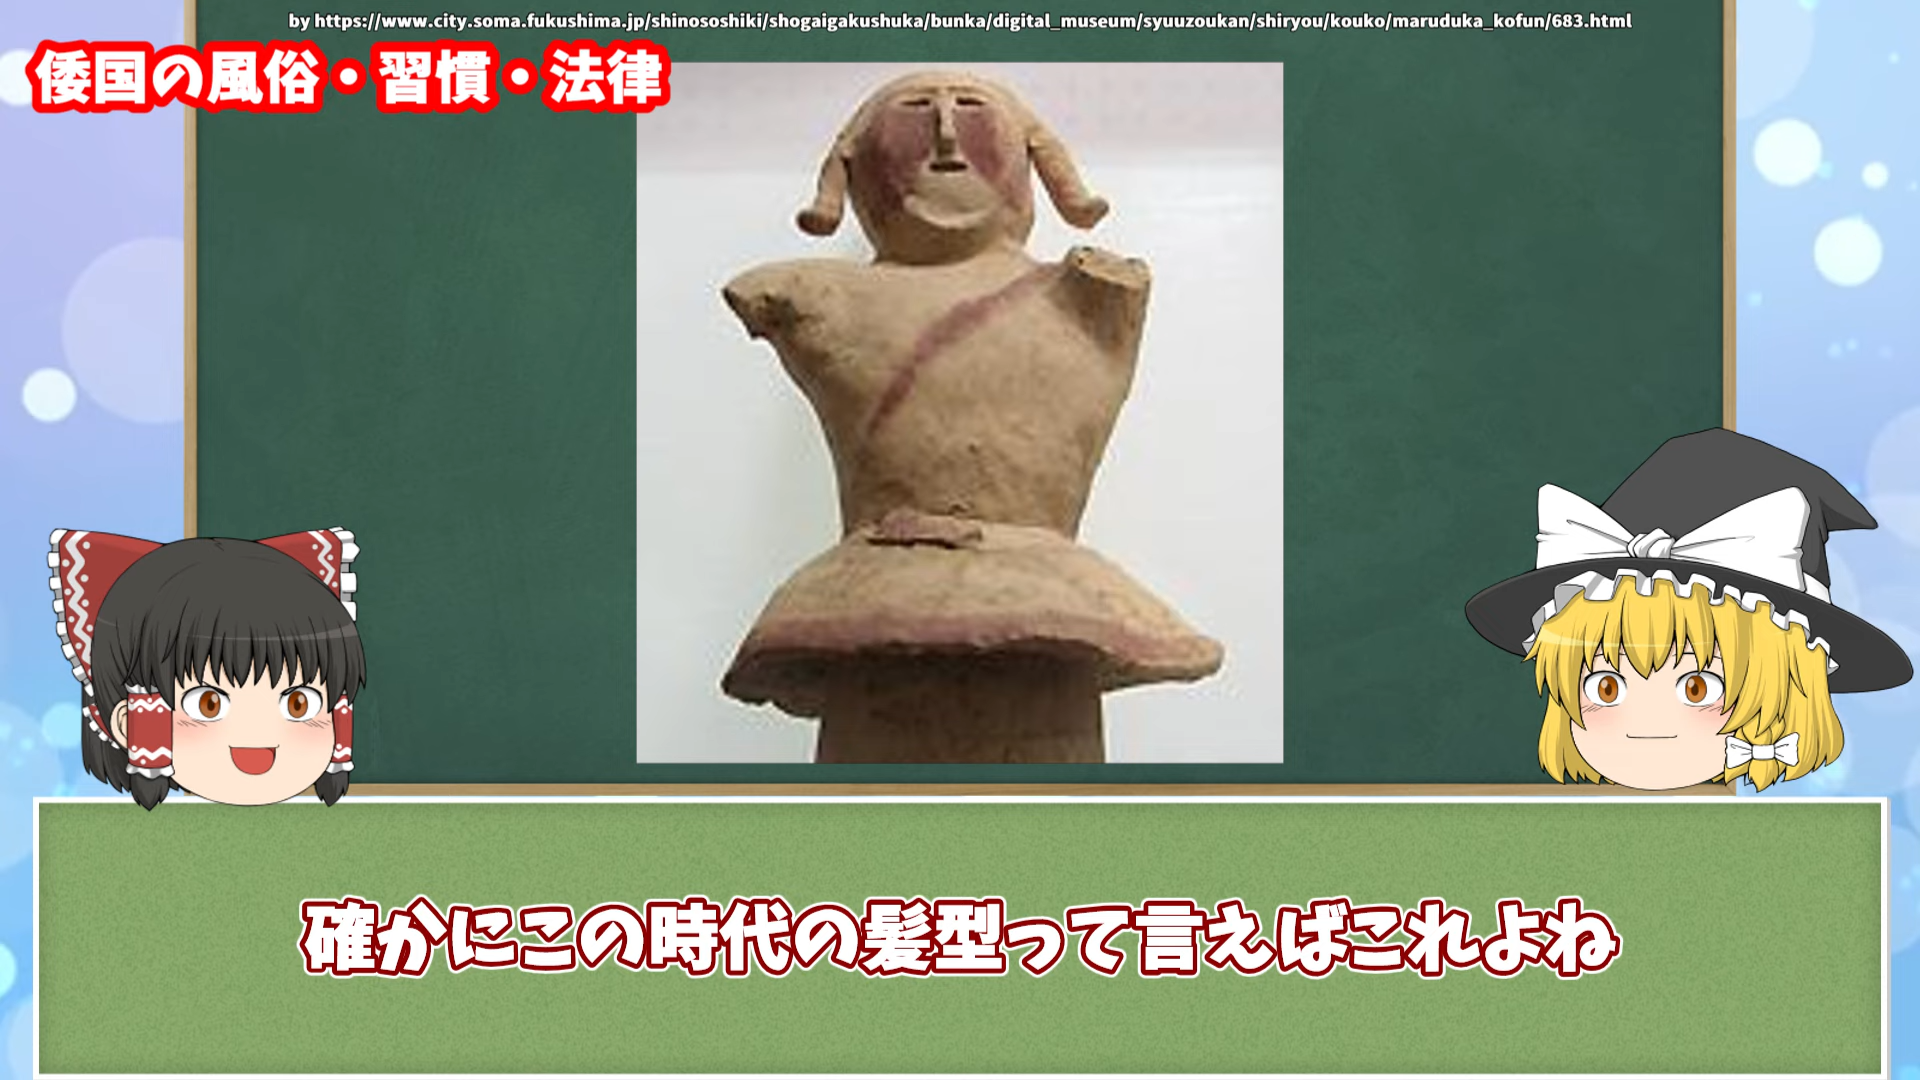 by https://www.city.soma.fukushima.jp/shinososhiki/shogaigakushuka/bunka/digital_museum/syuuzoukan/shiryou/kouko/maruduka_kofun/683.html
倭国の風俗・習慣・法律
確かにこの時代の髪型って言えばこれよね